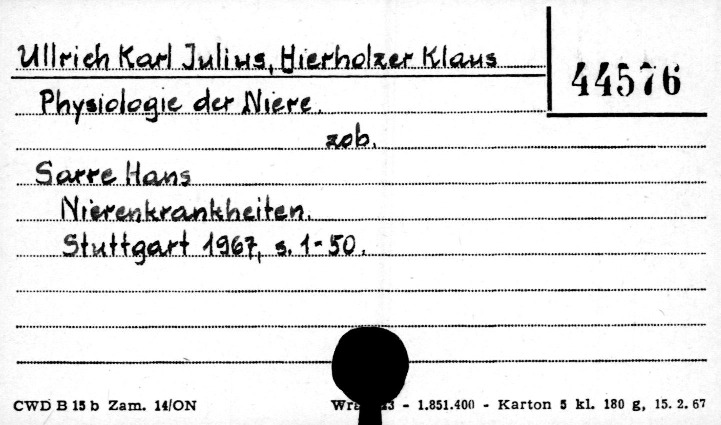 Ullrich Karl Julius, Hierholzer Klaus
44576
Physiologie der Niere.
zob.
Sarre Hans
Nierenkrankheiten.
Stuttgart 1967, s. 1-50.
CWD B 15 b Zam. 14/ON - 1.851.400 - Karton 5 kl. 180 g, 15. 2. 67